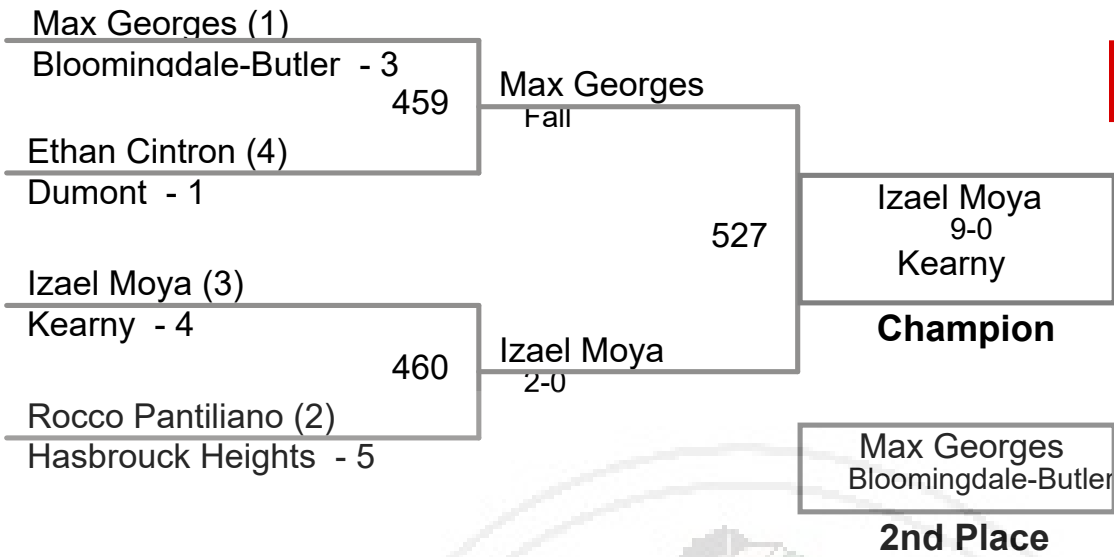 Max Georges (1)
Bloomingdale-Butler - 3
459
Ethan Cintron (4)
Dumont - 1
Izael Moya (3)
Kearny - 4
460
Rocco Pantiliano (2)
Hasbrouck Heights - 5
Max Georges
Fall
527
Izael Moya
2-0
Izael Moya
9-0
Kearny
Champion
Max Georges
Bloomingdale-Butler
2nd Place